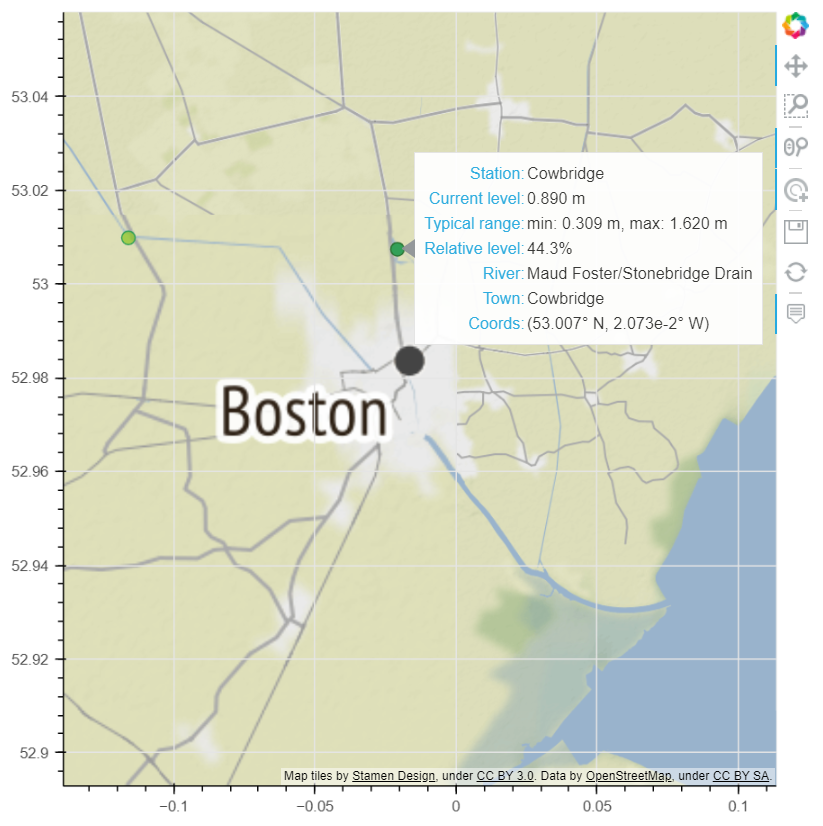 53.04
53.02
Station: Cowbridge
Current level: 0.890 m
Typical range: min: 0.309 m, max: 1.620 m
Relative level: 44.3%
River: Maud Foster/Stonebridge Drain
Town: Cowbridge
Coords: (53.007° N, 2.073e-2° W)
53
52.98
Boston
52.96
52.94
52.92
52.9
Map tiles by Stamen Design, under CC BY 3.0. Data by OpenStreetMap, under CC BY SA.
−0.1 −0.05 0 0.05 0.1